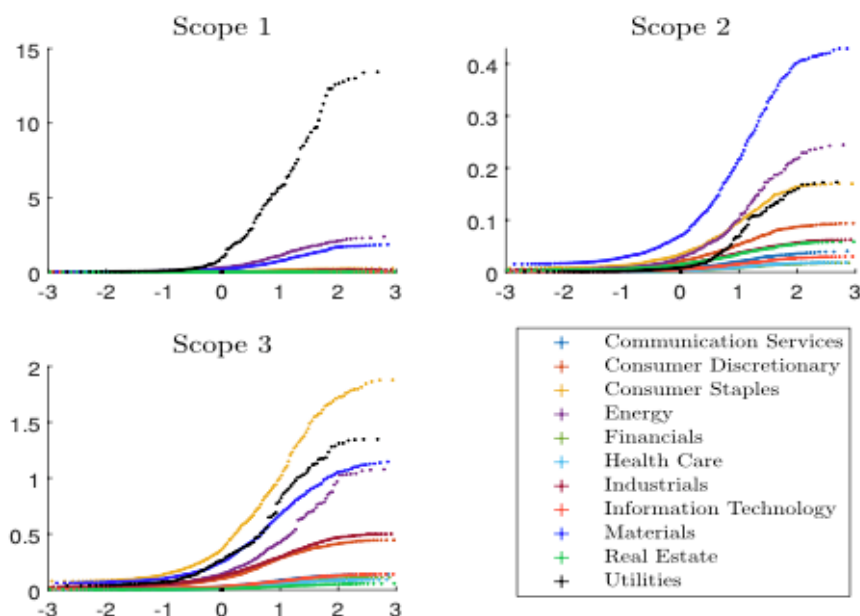 Scope 1
15
10
5
0
-3 -2 -1 0 1 2 3
Scope 2
0.4
0.3
0.2
0.1
0
-3 -2 -1 0 1 2 3
Scope 3
2
1.5
1
0.5
0
-3 -2 -1 0 1 2 3
Communication Services
Consumer Discretionary
Consumer Staples
Energy
Financials
Health Care
Industrials
Information Technology
Materials
Real Estate
Utilities